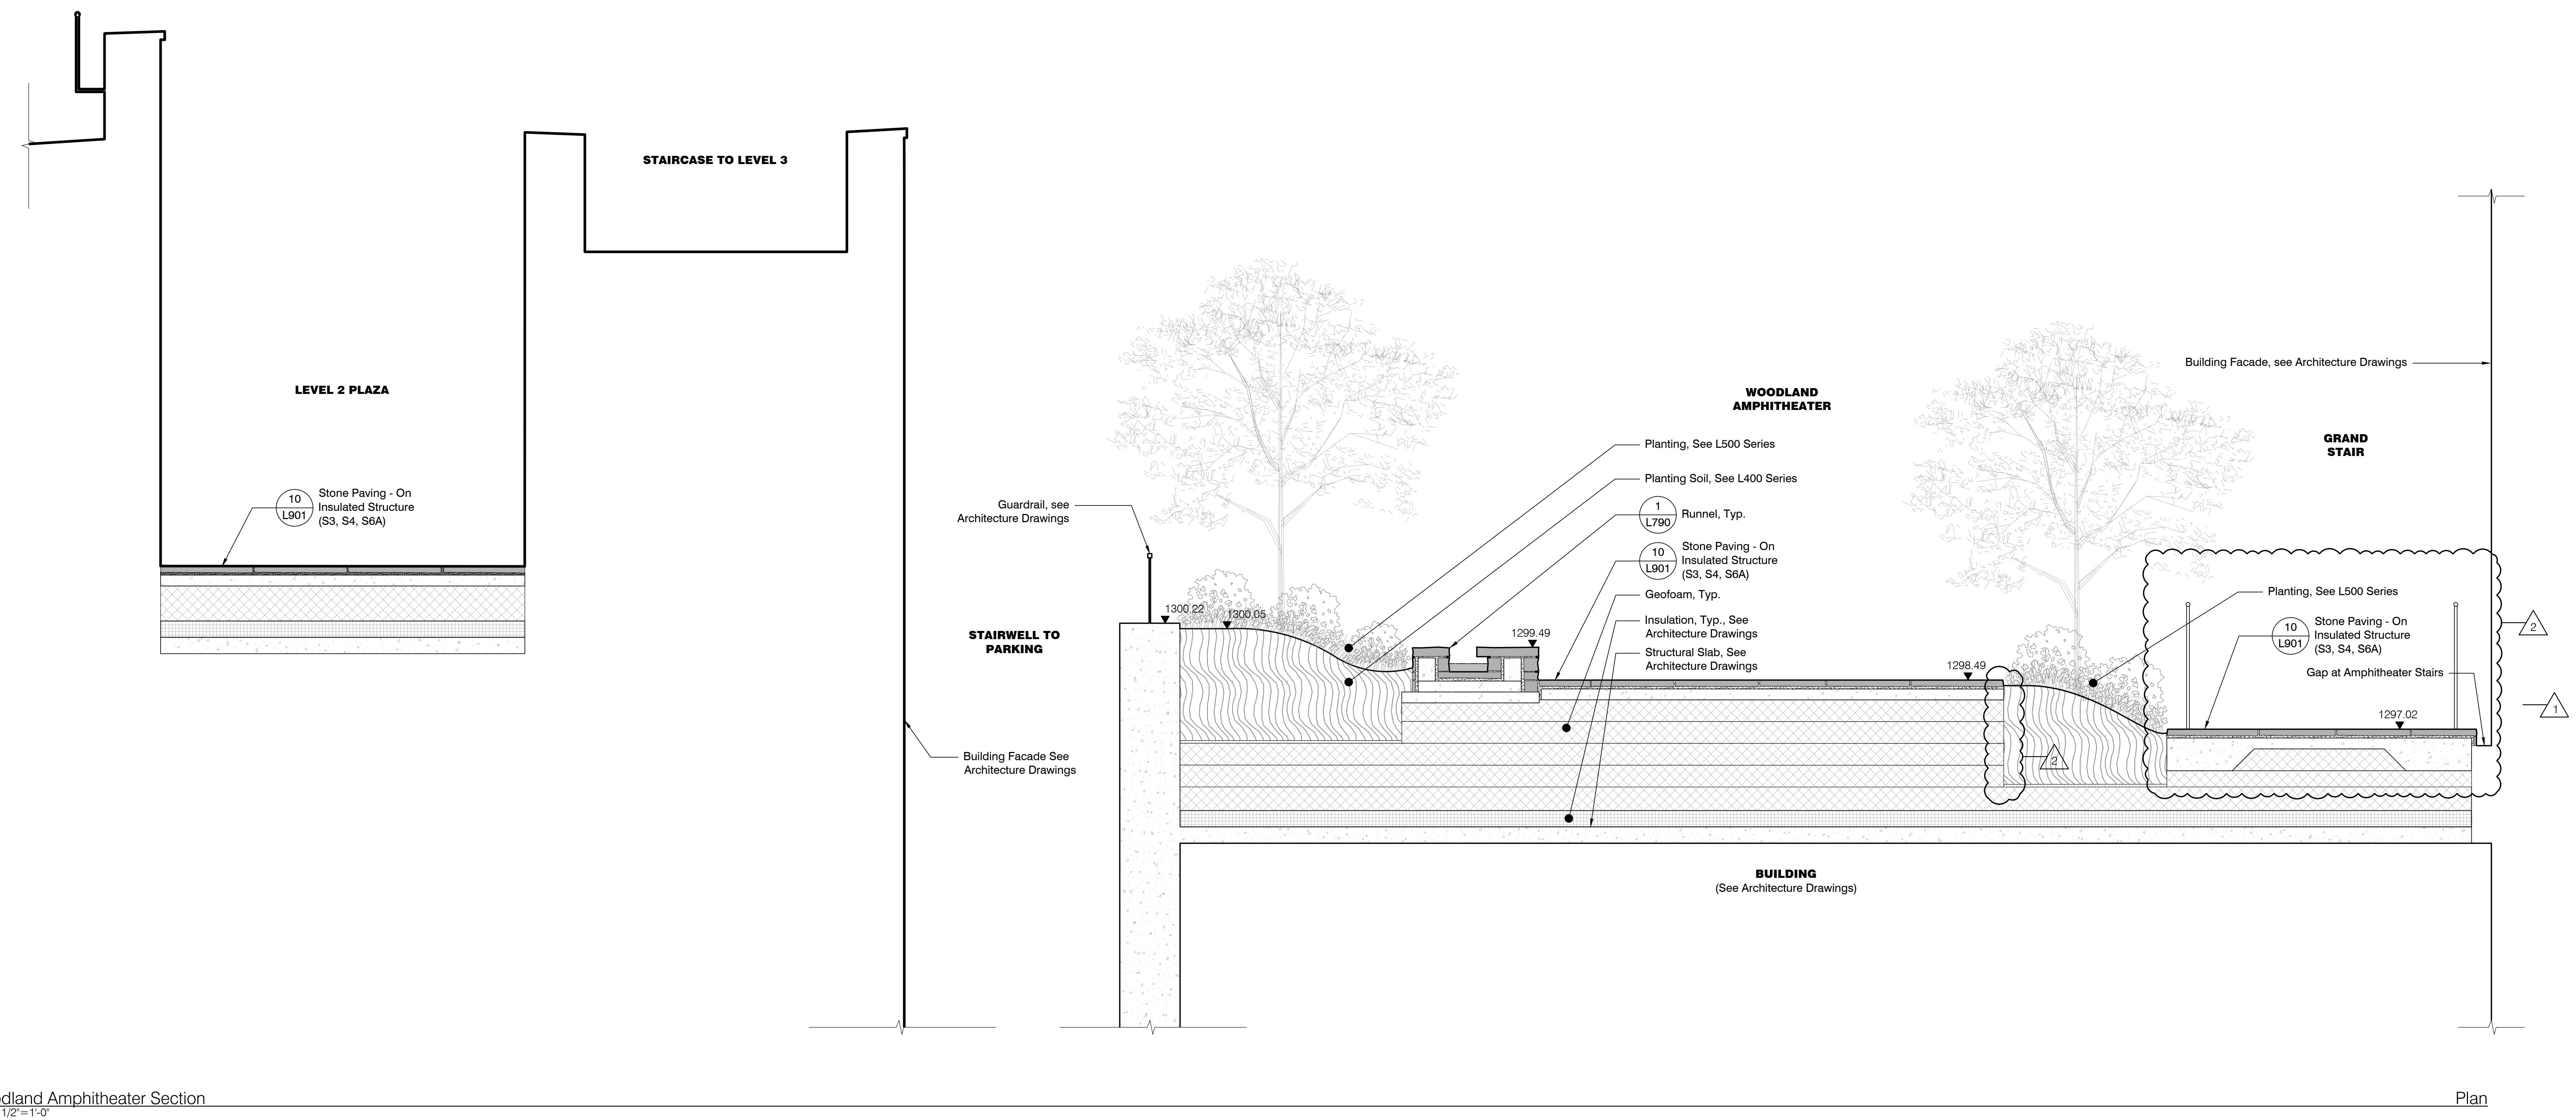 STAIRCASE TO LEVEL 3
LEVEL 2 PLAZA
10
L901
Stone Paving - On
Insulated Structure
(S3, S4, S6A)
Guardrail, see
Architecture Drawings
STAIRWELL TO
PARKING
Building Facade See
Architecture Drawings
1300.22
1300.05
WOODLAND
AMPHITHEATER
Planting, See L500 Series
Planting Soil, See L400 Series
1
L790
Runnel, Typ.
10
L901
Stone Paving - On
Insulated Structure
(S3, S4, S6A)
Geofoam, Typ.
Insulation, Typ., See
Architecture Drawings
Structural Slab, See
Architecture Drawings
1299.49
1298.49
Building Facade, see Architecture Drawings
GRAND
STAIR
Planting, See L500 Series
10
L901
Stone Paving - On
Insulated Structure
(S3, S4, S6A)
Gap at Amphitheater Stairs
1297.02
2
2
1
BUILDING
(See Architecture Drawings)
dland Amphitheater Section
1/2"=1'-0"
Plan